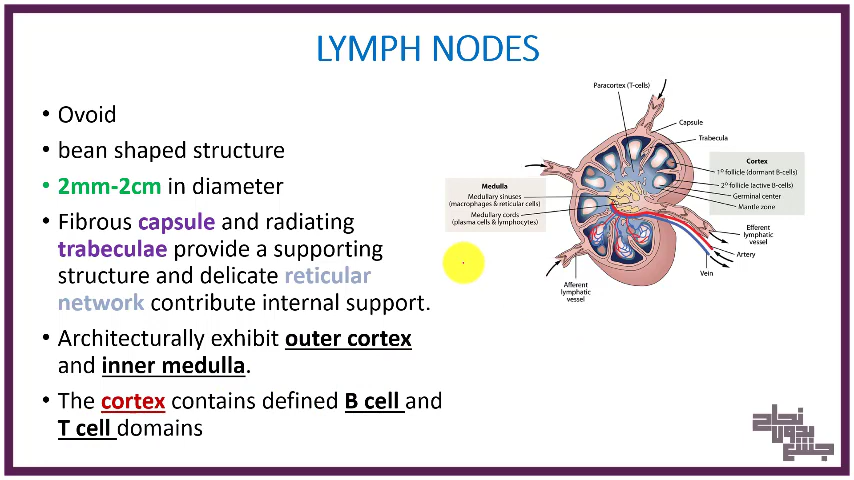 LYMPH NODES
• Ovoid
• bean shaped structure
• 2mm-2cm in diameter
• Fibrous capsule and radiating
trabeculae provide a supporting
structure and delicate reticular
network contribute internal support.
• Architecturally exhibit outer cortex
and inner medulla.
• The cortex contains defined B cell and
T cell domains
Paracortex (T-cells)
Capsule
Trabecula
Cortex
1° follicle (dormant B-cells)
2° follicle (active B-cells)
Germinal center
Mantle zone
Medulla
Medullary sinuses
(macrophages & reticular cells)
Medullary cords
(plasma cells & lymphocytes)
Efferent
lymphatic
vessel
Artery
Vein
Afferent
lymphatic
vessel
نجاح
بدون